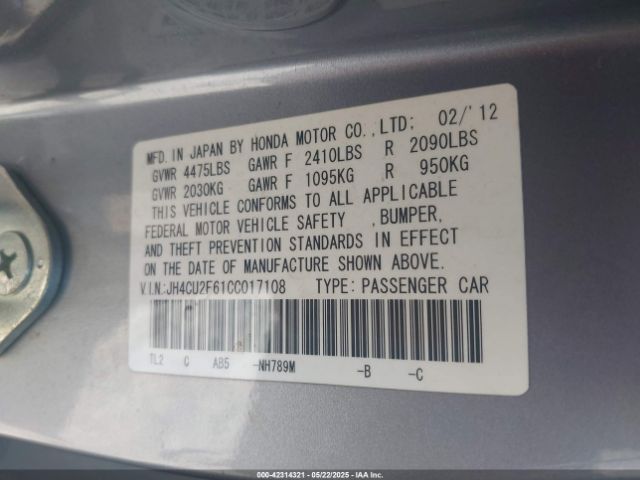 MFD. IN JAPAN BY HONDA MOTOR CO.,LTD; 02/'12
GVWR 4475LBS GAWR F 2410LBS R 2090LBS
GVWR 2030KG GAWR F 1095KG R 950KG
THIS VEHICLE CONFORMS TO ALL APPLICABLE
FEDERAL MOTOR VEHICLE SAFETY ,BUMPER,
AND THEFT PREVENTION STANDARDS IN EFFECT
ON THE DATE OF MANUFACTURE SHOWN ABOVE.
V.I.N.:JH4CU2F61CC017108 TYPE: PASSENGER CAR
TL2 C AB5 -NH789M -B -C
000-42314321 - 05/22/2025 - IAAI, Inc.